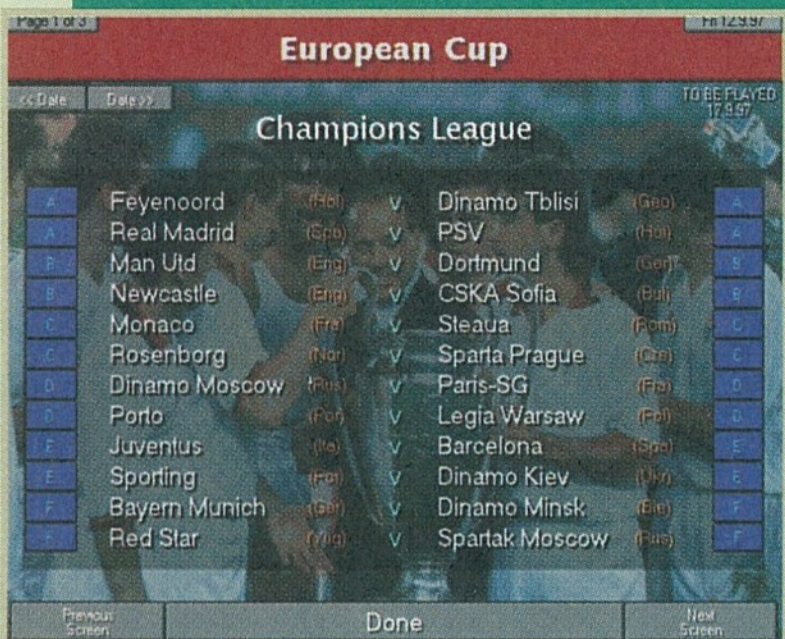 Page 1 of 3
Fri 12.9.97
European Cup
<< Date Date >>
TO BE PLAYED
17.9.97
Champions League
A Feyenoord (Hol) v Dinamo Tblisi (Geo) A
A Real Madrid (Spa) v PSV (Hol) A
B Man Utd (Eng) v Dortmund (Ger) B
B Newcastle (Eng) v CSKA Sofia (Bul) B
C Monaco (Fra) v Steaua (Rom) C
C Rosenborg (Nor) v Sparta Prague (Cze) C
D Dinamo Moscow (Rus) v Paris-SG (Fra) D
D Porto (Por) v Legia Warsaw (Pol) D
E Juventus (Ita) v Barcelona (Spa) E
E Sporting (Por) v Dinamo Kiev (Ukr) E
F Bayern Munich (Ger) v Dinamo Minsk (Ble) F
F Red Star (Yug) v Spartak Moscow (Rus) F
Previous
Screen
Done
Next
Screen